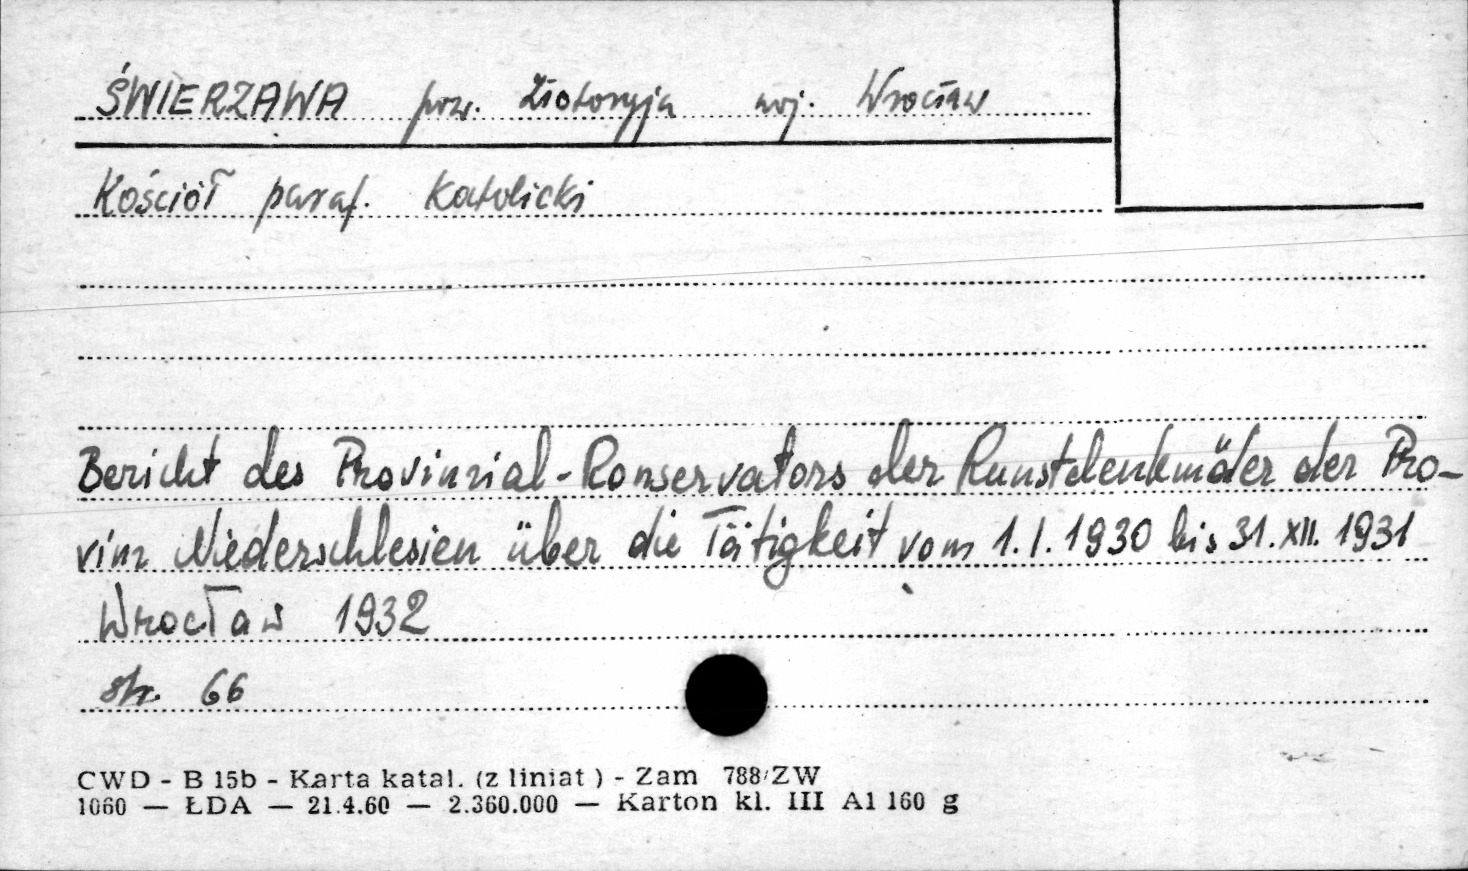 ŚWIERZAWA pow. Złotoryja woj. Wrocław
Kościół paraf. Katolicki
Bericht des Provinzial-Konservators der Kunstdenkmäler der Pro-
vinz Niederschlesien über die Tätigkeit vom 1.I.1930 bis 31.XII.1931
Wrocław 1932
str. 66
CWD - B 15b - Karta katal. (z liniat ) - Zam 788/ZW
1060 — ŁDA — 21.4.60 — 2.360.000 — Karton kl. III A1 160 g